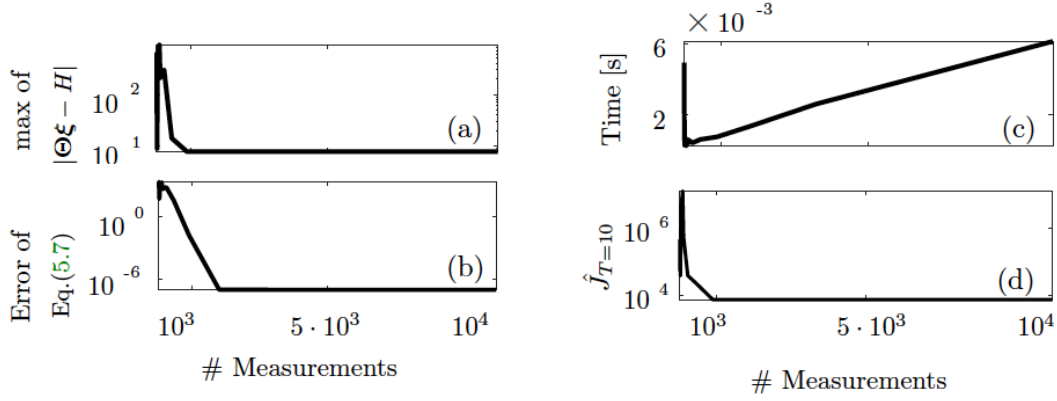 max of
|Θξ − H|
10 2
10 1
(a)
Error of
Eq.(5.7)
10 0
10 -6
(b)
10 3
5 · 10 3
10 4
# Measurements
× 10 −3
Time [s]
6
2
(c)
Ĵ T=10
10 6
10 4
(d)
10 3
5 · 10 3
10 4
# Measurements